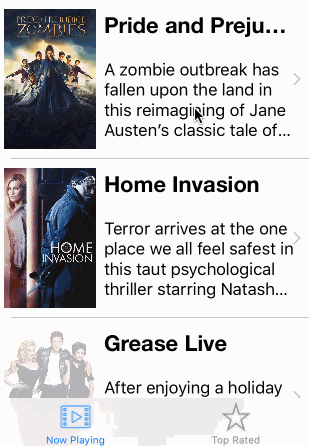 PRIDE+PREJUDICE
ZOMBIES
Pride and Preju...
A zombie outbreak has
fallen upon the land in
this reimagining of Jane
Austen's classic tale of...
HOME
INVASION
Home Invasion
Terror arrives at the one
place we all feel safest in
this taut psychological
thriller starring Natash...
Grease Live
After enjoying a holiday
Now Playing
Top Rated